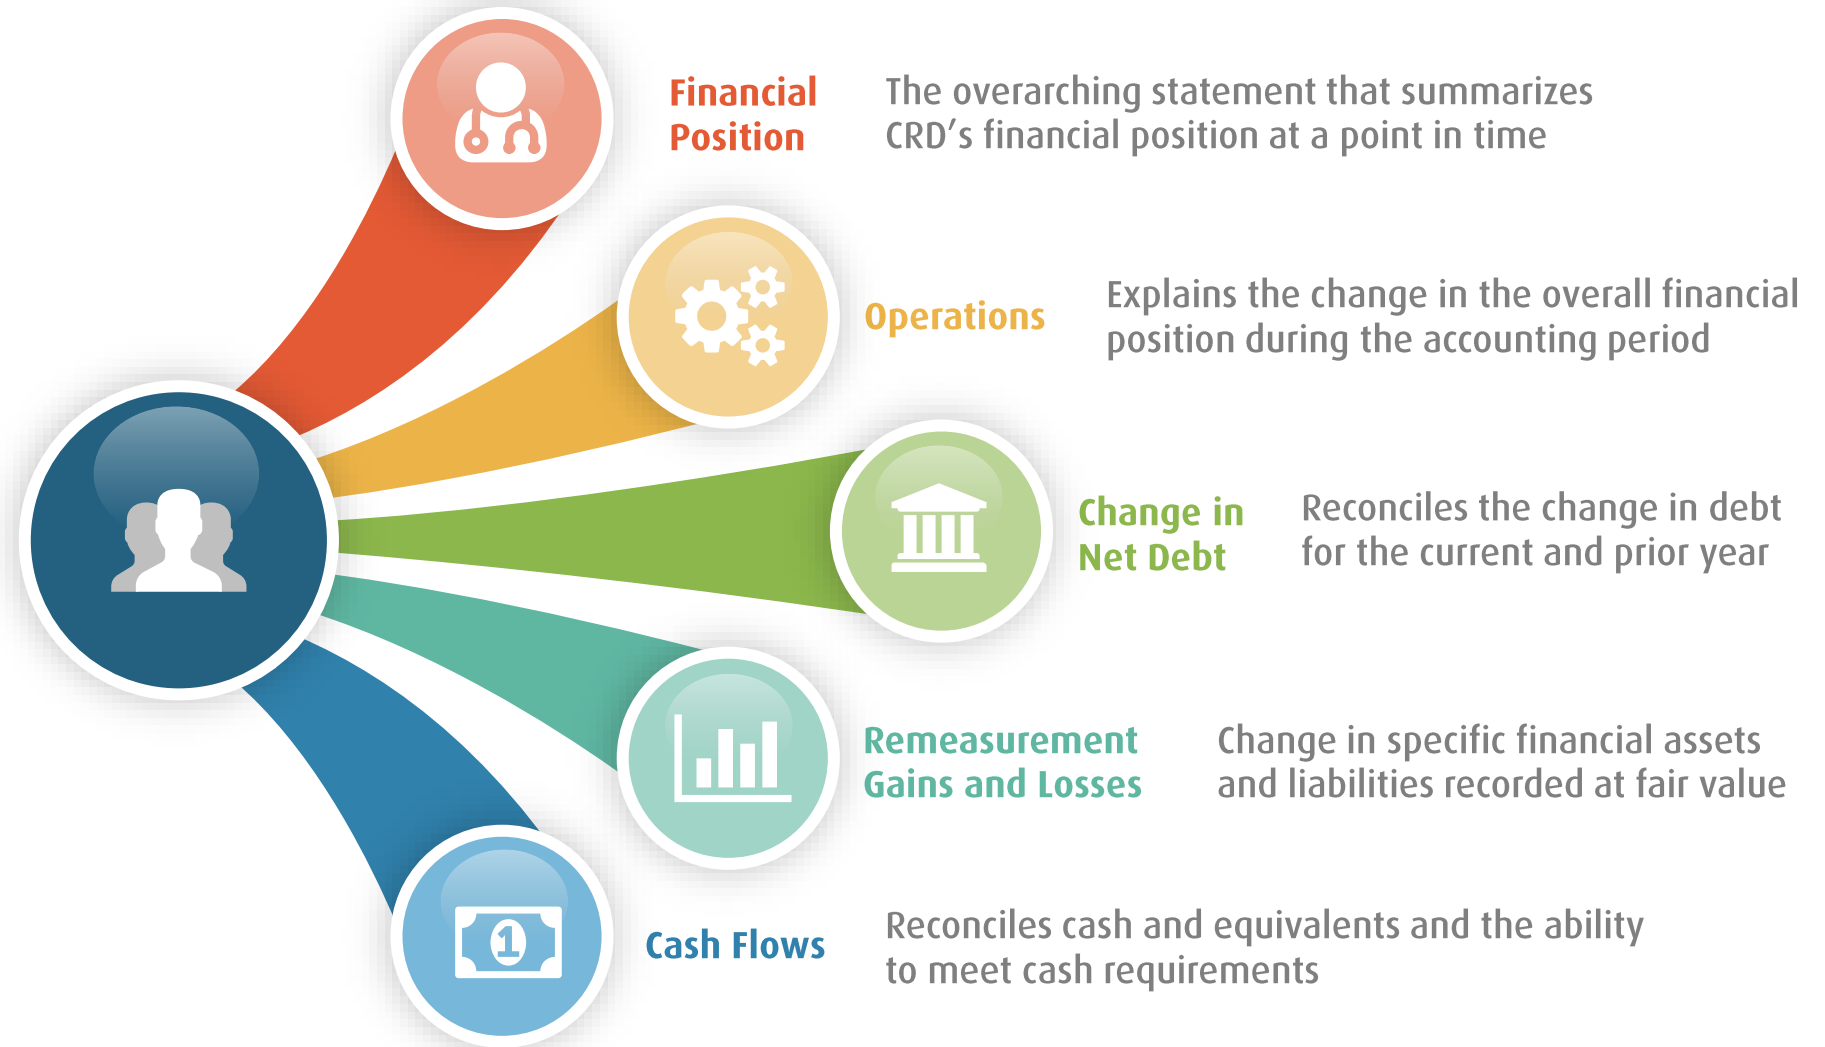 Financial
Position
The overarching statement that summarizes
CRD's financial position at a point in time
Operations
Explains the change in the overall financial
position during the accounting period
Change in
Net Debt
Reconciles the change in debt
for the current and prior year
Remeasurement
Gains and Losses
Change in specific financial assets
and liabilities recorded at fair value
1
Cash Flows
Reconciles cash and equivalents and the ability
to meet cash requirements